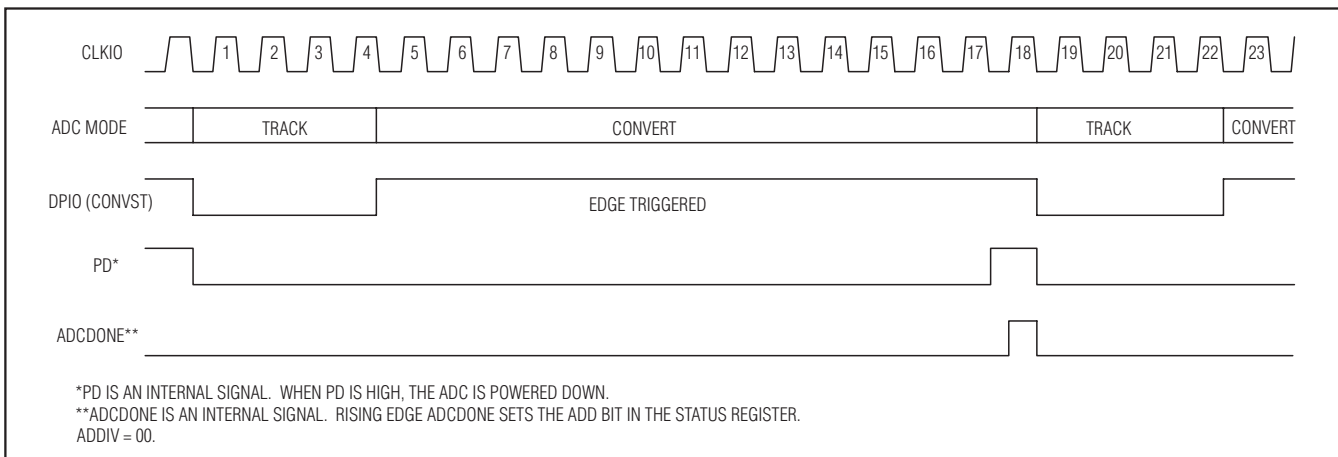 CLKIO 1 2 3 4 5 6 7 8 9 10 11 12 13 14 15 16 17 18 19 20 21 22 23
ADC MODE TRACK CONVERT TRACK CONVERT
DPIO (CONVST) EDGE TRIGGERED
PD*
ADCDONE**
*PD IS AN INTERNAL SIGNAL. WHEN PD IS HIGH, THE ADC IS POWERED DOWN.
**ADCDONE IS AN INTERNAL SIGNAL. RISING EDGE ADCDONE SETS THE ADD BIT IN THE STATUS REGISTER.
ADDIV = 00.